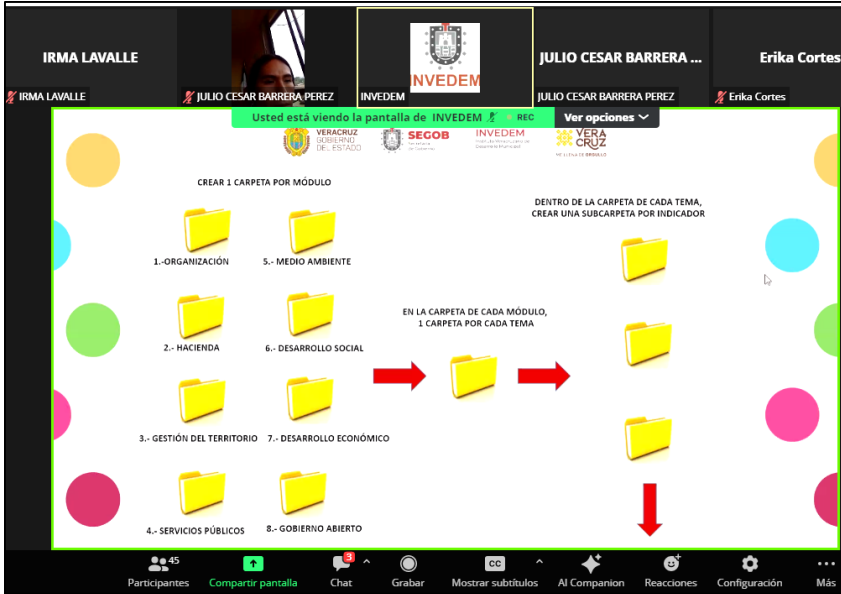 IRMA LAVALLE
JULIO CESAR BARRERA ...
Erika Cortes
INVEDEM
IRMA LAVALLE
JULIO CESAR BARRERA PEREZ
INVEDEM
JULIO CESAR BARRERA PEREZ
Erika Cortes
Usted está viendo la pantalla de INVEDEM
REC
Ver opciones
VERACRUZ
GOBIERNO
DEL ESTADO
SEGOB
INVEDEM
VERA
CRUZ
CREAR 1 CARPETA POR MÓDULO
DENTRO DE LA CARPETA DE CADA TEMA,
CREAR UNA SUBCARPETA POR INDICADOR
1.-ORGANIZACIÓN
5.- MEDIO AMBIENTE
EN LA CARPETA DE CADA MÓDULO,
1 CARPETA POR CADA TEMA
2.- HACIENDA
6.- DESARROLLO SOCIAL
3.- GESTIÓN DEL TERRITORIO
7.- DESARROLLO ECONÓMICO
4.- SERVICIOS PÚBLICOS
8.- GOBIERNO ABIERTO
45
3
CC
Participantes
Compartir pantalla
Chat
Grabar
Mostrar subtítulos
AI Companion
Reacciones
Configuración
Más